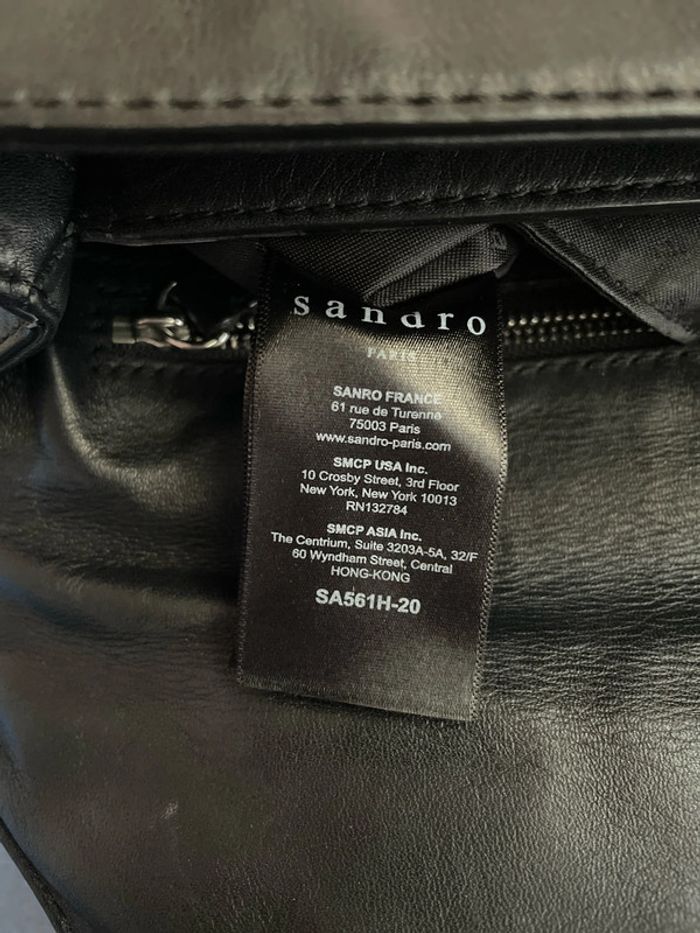 sandro
PARIS
SANRO FRANCE
61 rue de Turenne
75003 Paris
www.sandro-paris.com
SMCP USA Inc.
10 Crosby Street, 3rd Floor
New York, New York 10013
RN132784
SMCP ASIA Inc.
The Centrium, Suite 3203A-5A, 32/F
60 Wyndham Street, Central
HONG-KONG
SA561H-20